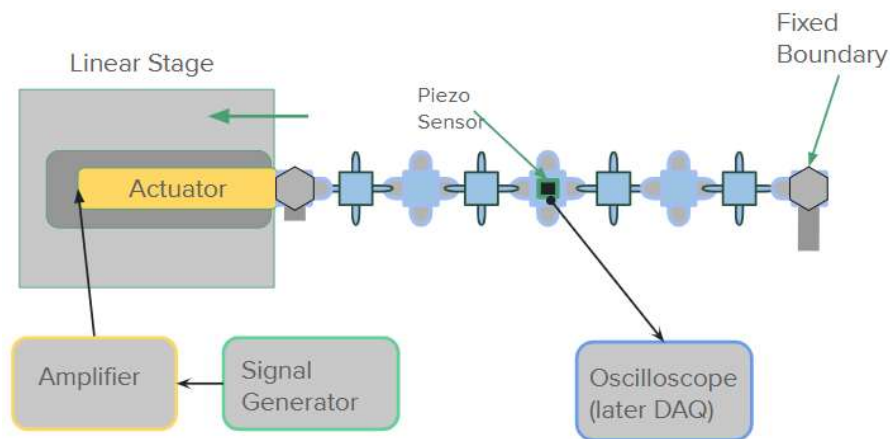 Fixed
Boundary
Linear Stage
Piezo
Sensor
Actuator
Amplifier
Signal
Generator
Oscilloscope
(later DAQ)